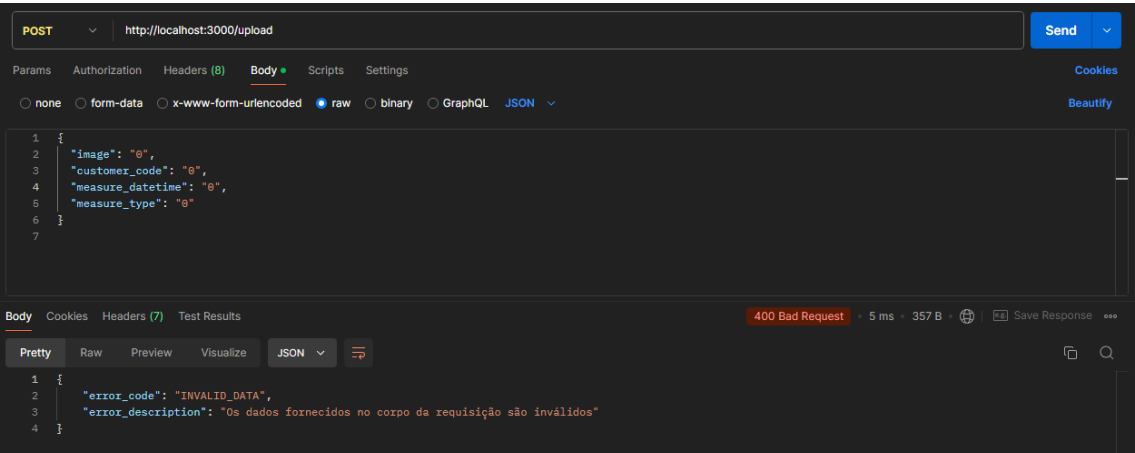 POST http://localhost:3000/upload Send
Params Authorization Headers (8) Body Scripts Settings Cookies
none form-data x-www-form-urlencoded raw binary GraphQL JSON Beautify
1 {
2 "image": "0",
3 "customer_code": "0",
4 "measure_datetime": "0",
5 "measure_type": "0"
6 }
7
Body Cookies Headers (7) Test Results 400 Bad Request 5 ms 357 B e.g. Save Response
Pretty Raw Preview Visualize JSON
1 {
2 "error_code": "INVALID_DATA",
3 "error_description": "Os dados fornecidos no corpo da requisição são inválidos"
4 }